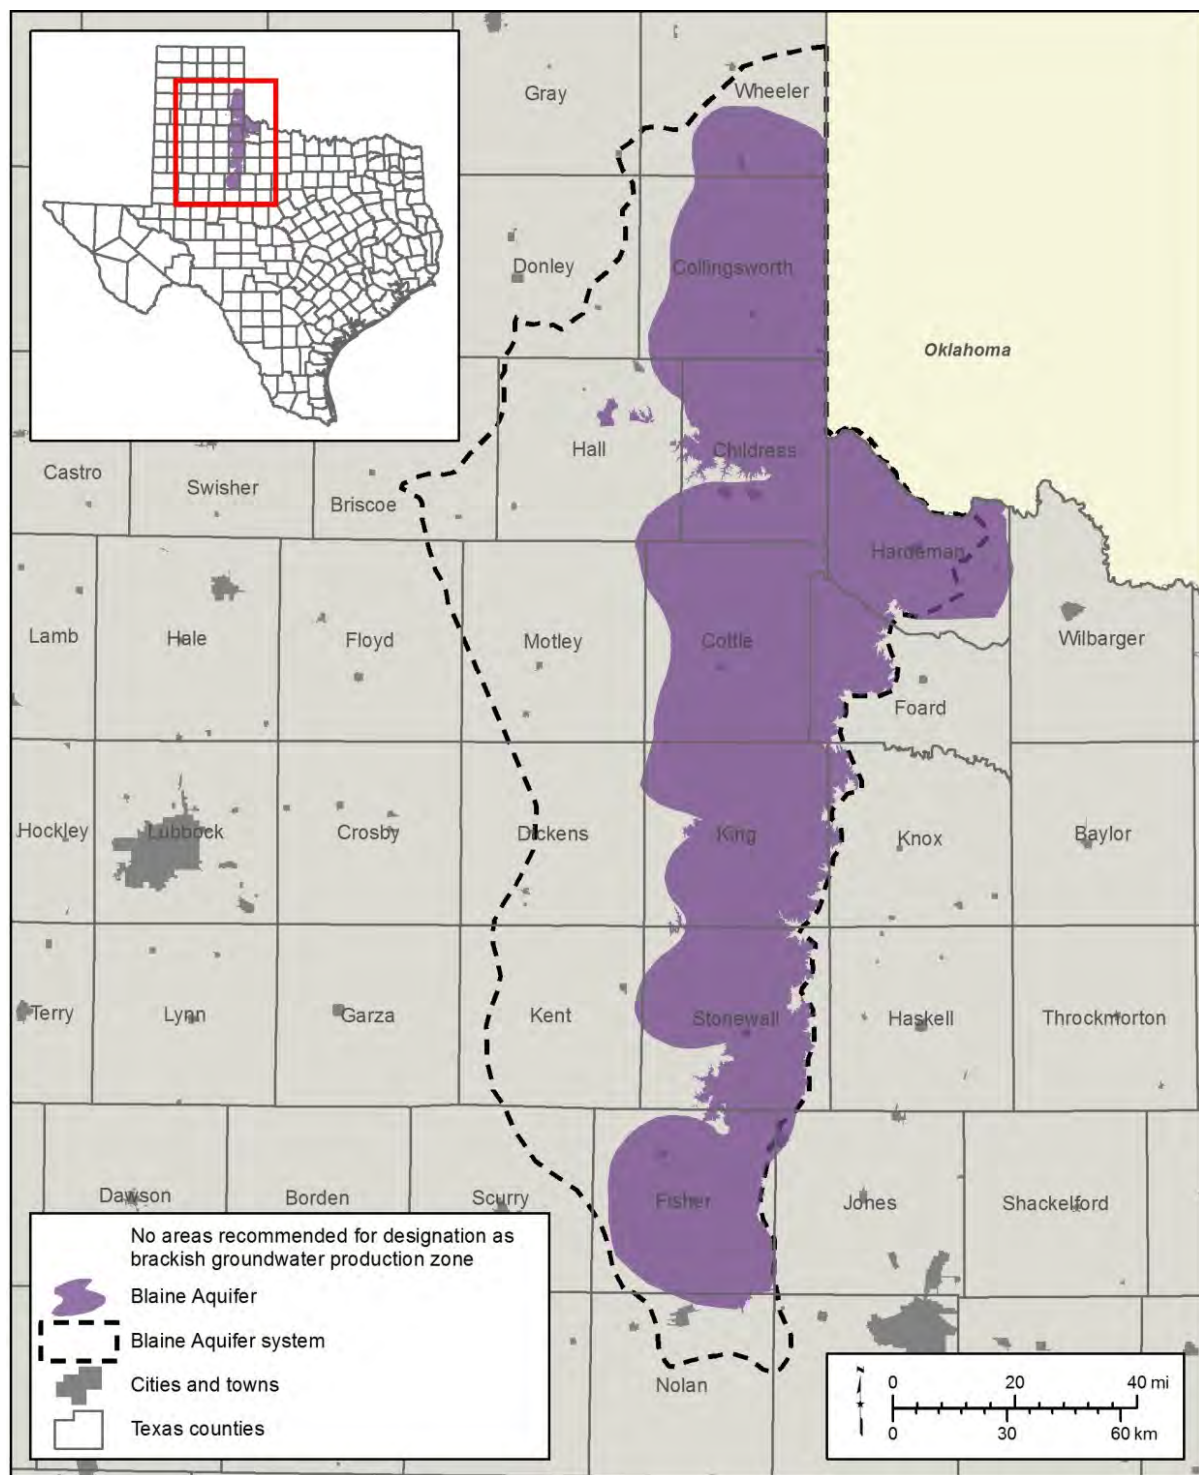 Gray
Wheeler
Donley
Collingsworth
Oklahoma
Castro
Swisher
Briscoe
Hall
Childress
Hardeman
Lamb
Hale
Floyd
Motley
Cottle
Foard
Wilbarger
Hockley
Lubbock
Crosby
Dickens
King
Knox
Baylor
Terry
Lynn
Garza
Kent
Stonewall
Haskell
Throckmorton
Dawson
Borden
Scurry
Fisher
Jones
Shackelford
Nolan
No areas recommended for designation as
brackish groundwater production zone
Blaine Aquifer
Blaine Aquifer system
Cities and towns
Texas counties
0 20 40 mi
0 30 60 km